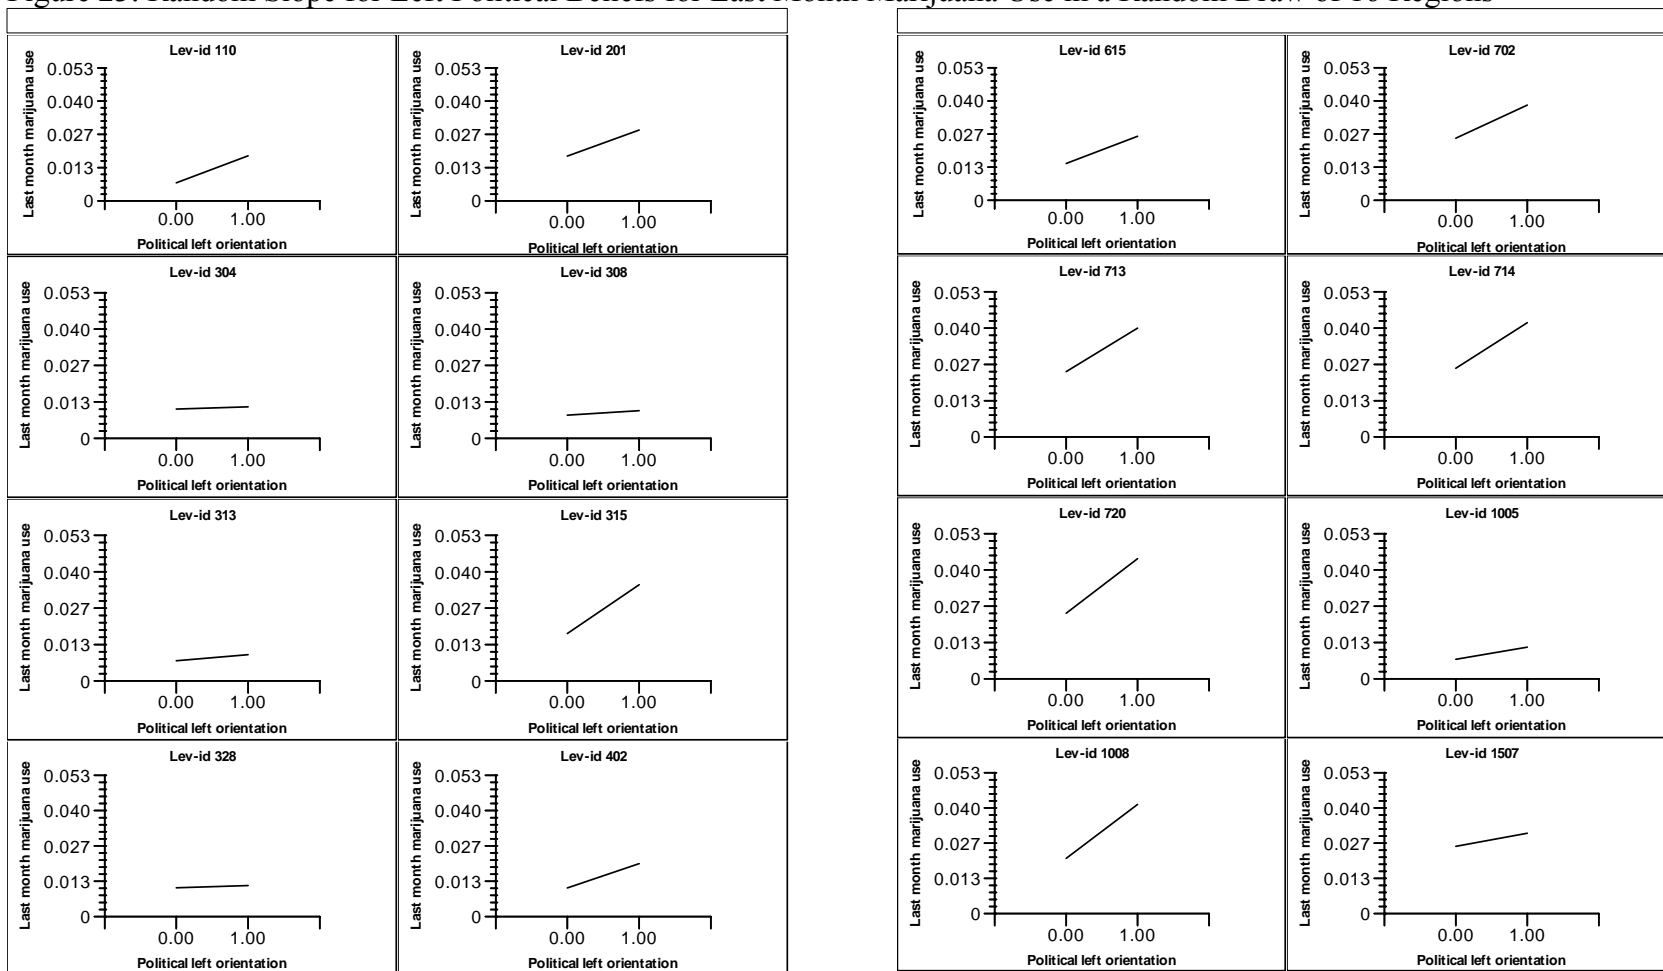 Figure Random Slope for Left Political Beliefs for Last Month Marijuana Use in a Random Draw of 16 Regions
Lev-id 110
Last month marijuana use
0.053
0.040
0.027
0.013
0
0.00 1.00
Political left orientation
Lev-id 201
Last month marijuana use
0.053
0.040
0.027
0.013
0
0.00 1.00
Political left orientation
Lev-id 304
Last month marijuana use
0.053
0.040
0.027
0.013
0
0.00 1.00
Political left orientation
Lev-id 308
Last month marijuana use
0.053
0.040
0.027
0.013
0
0.00 1.00
Political left orientation
Lev-id 313
Last month marijuana use
0.053
0.040
0.027
0.013
0
0.00 1.00
Political left orientation
Lev-id 315
Last month marijuana use
0.053
0.040
0.027
0.013
0
0.00 1.00
Political left orientation
Lev-id 328
Last month marijuana use
0.053
0.040
0.027
0.013
0
0.00 1.00
Political left orientation
Lev-id 402
Last month marijuana use
0.053
0.040
0.027
0.013
0
0.00 1.00
Political left orientation
Lev-id 615
Last month marijuana use
0.053
0.040
0.027
0.013
0
0.00 1.00
Political left orientation
Lev-id 702
Last month marijuana use
0.053
0.040
0.027
0.013
0
0.00 1.00
Political left orientation
Lev-id 713
Last month marijuana use
0.053
0.040
0.027
0.013
0
0.00 1.00
Political left orientation
Lev-id 714
Last month marijuana use
0.053
0.040
0.027
0.013
0
0.00 1.00
Political left orientation
Lev-id 720
Last month marijuana use
0.053
0.040
0.027
0.013
0
0.00 1.00
Political left orientation
Lev-id 1005
Last month marijuana use
0.053
0.040
0.027
0.013
0
0.00 1.00
Political left orientation
Lev-id 1008
Last month marijuana use
0.053
0.040
0.027
0.013
0
0.00 1.00
Political left orientation
Lev-id 1507
Last month marijuana use
0.053
0.040
0.027
0.013
0
0.00 1.00
Political left orientation